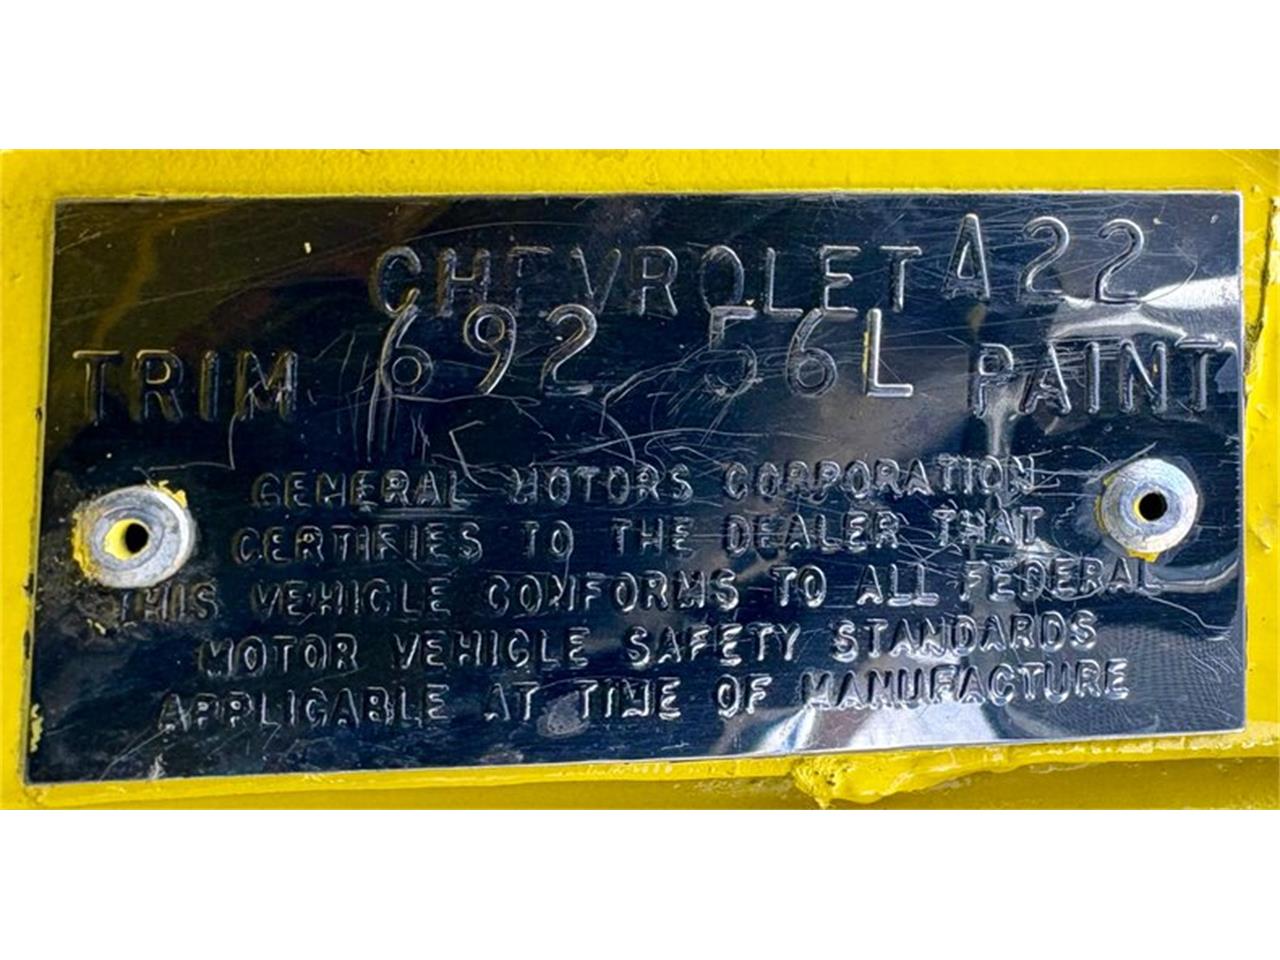 CHEVROLET A22
TRIM 692 56L PAINT
GENERAL MOTORS CORPORATION
CERTIFIES TO THE DEALER THAT
THIS VEHICLE CONFORMS TO ALL FEDERAL
MOTOR VEHICLE SAFETY STANDARDS
APPLICABLE AT TIME OF MANUFACTURE